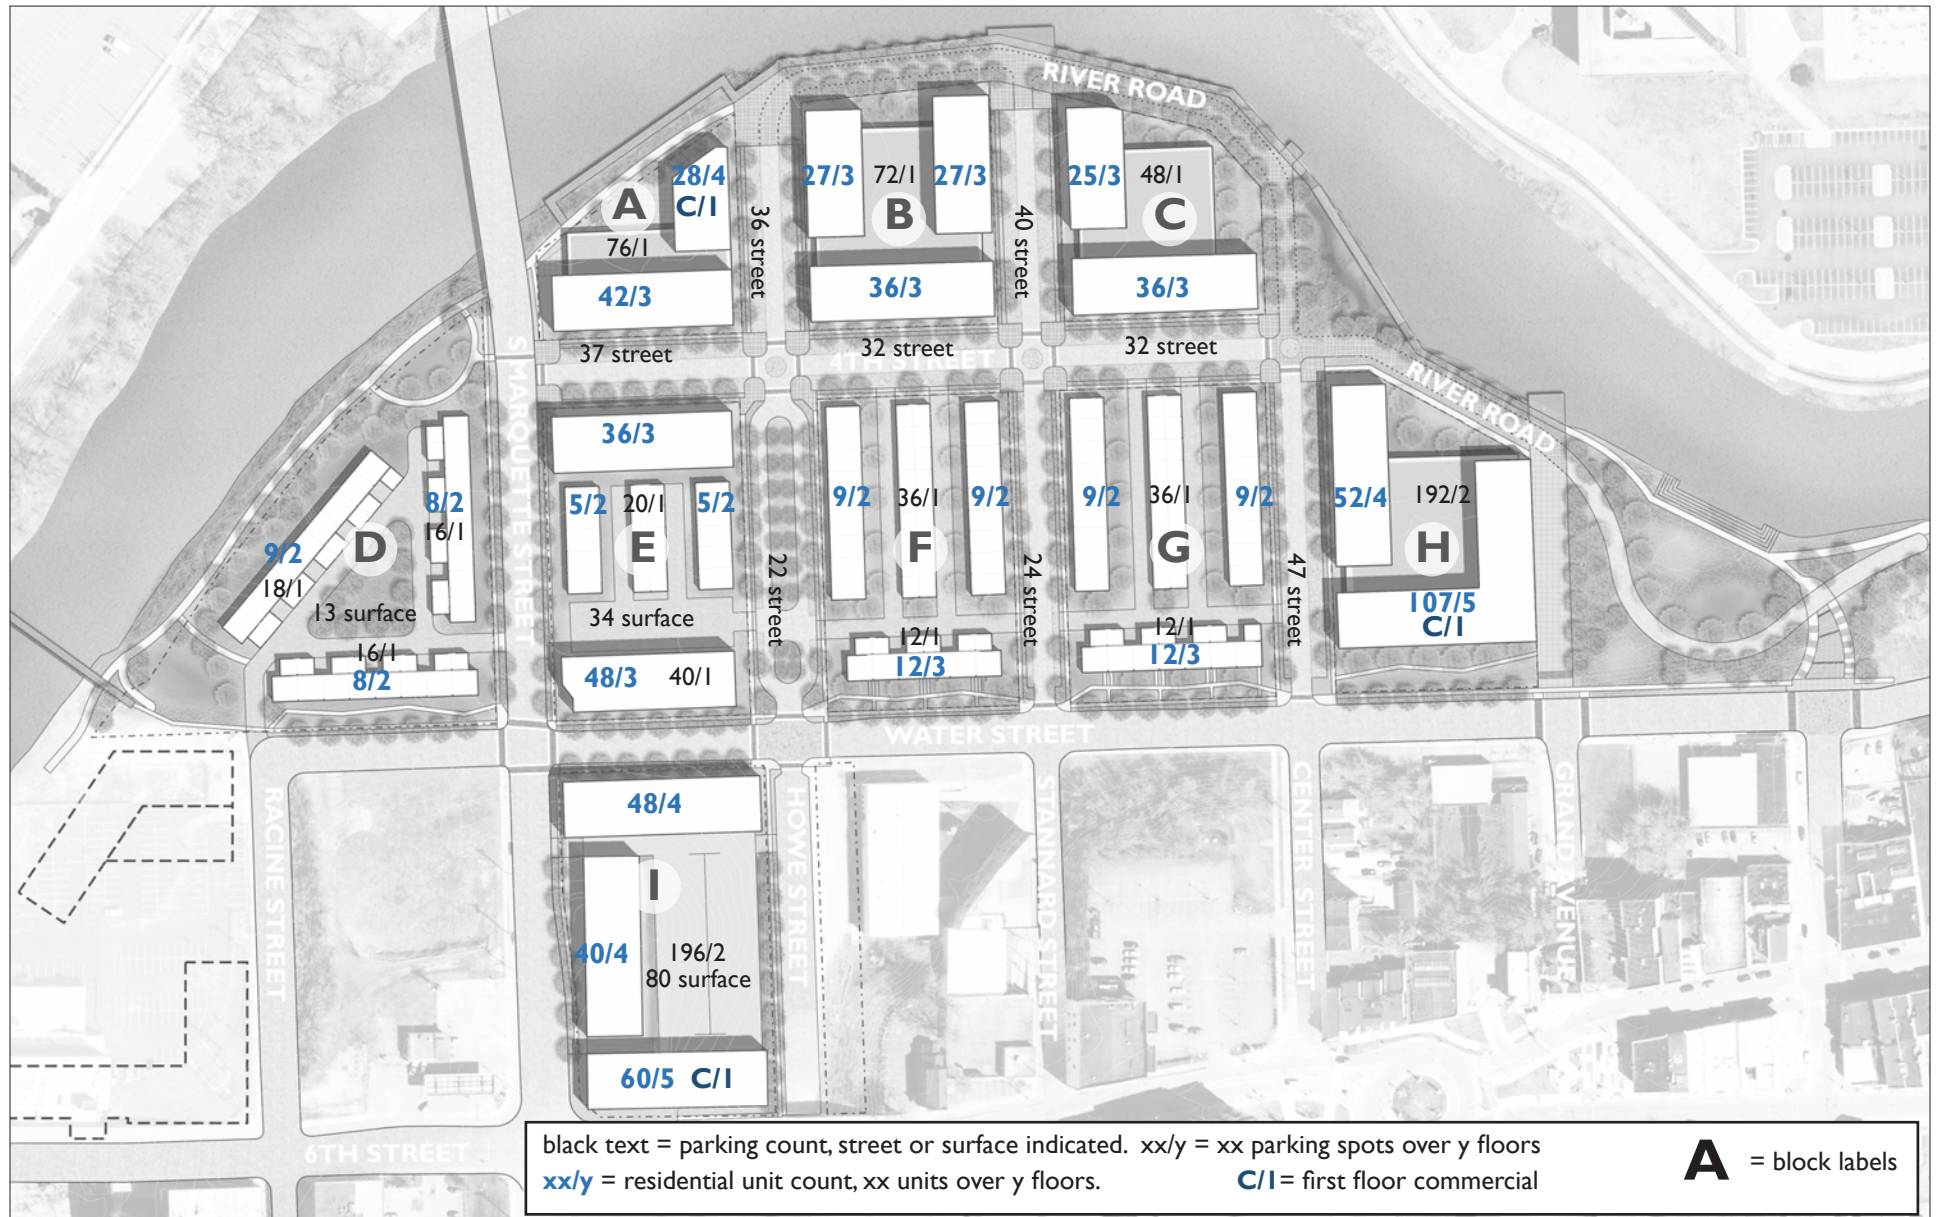 RIVER ROAD
28/4
C/1
A
76/1
42/3
36 street
27/3
72/1
27/3
B
36/3
40 street
25/3
48/1
C
36/3
37 street
32 street
32 street
4TH STREET
RIVER ROAD
S MARQUETTE STREET
9/2
18/1
D
8/2
16/1
13 surface
16/1
8/2
36/3
5/2
20/1
5/2
E
34 surface
48/3
40/1
22 street
9/2
36/1
9/2
F
12/1
12/3
24 street
9/2
36/1
9/2
G
12/1
12/3
47 street
52/4
192/2
H
107/5
C/1
WATER STREET
RACINE STREET
48/4
I
40/4
196/2
80 surface
60/5 C/1
HOWE STREET
STANNARD STREET
CENTER STREET
GRAND AVENUE
6TH STREET
black text = parking count, street or surface indicated. xx/y = xx parking spots over y floors
xx/y = residential unit count, xx units over y floors.
C/1= first floor commercial
A = block labels